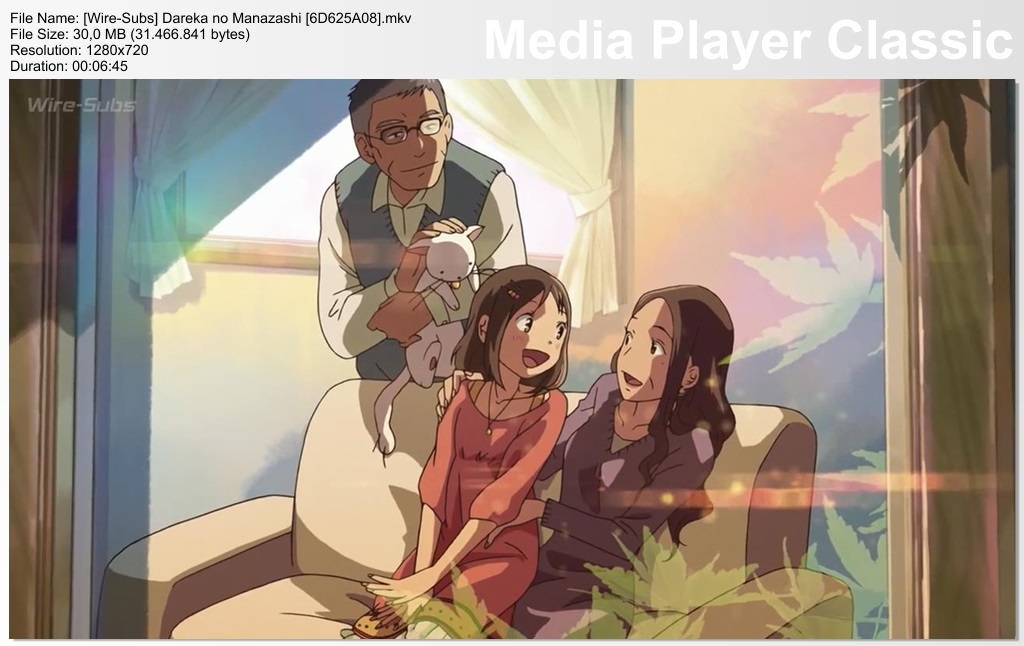 File Name: [Wire-Subs] Dareka no Manazashi [6D625A08].mkv
File Size: 30,0 MB (31.466.841 bytes)
Resolution: 1280x720
Duration: 00:06:45
Media Player Classic
Wire-Subs